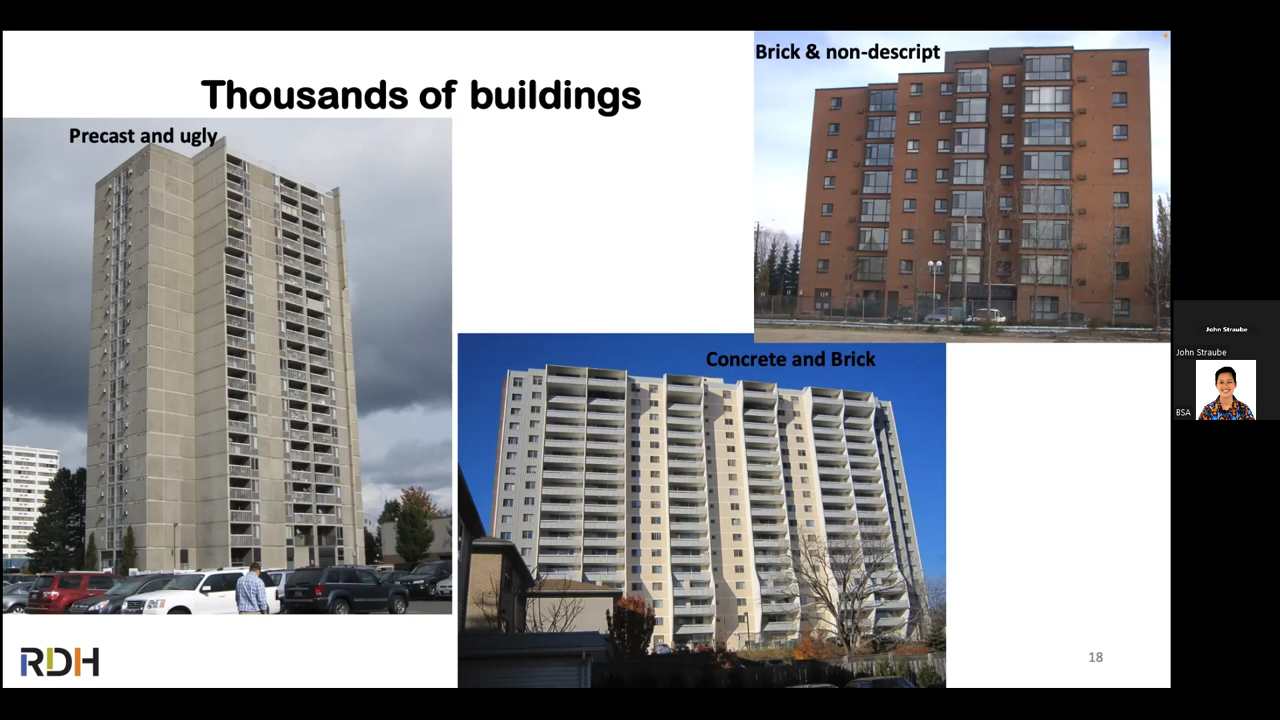 Thousands of buildings
Precast and ugly
Brick & non-descript
Concrete and Brick
RDH
18
John Straube
John Straube
BSA